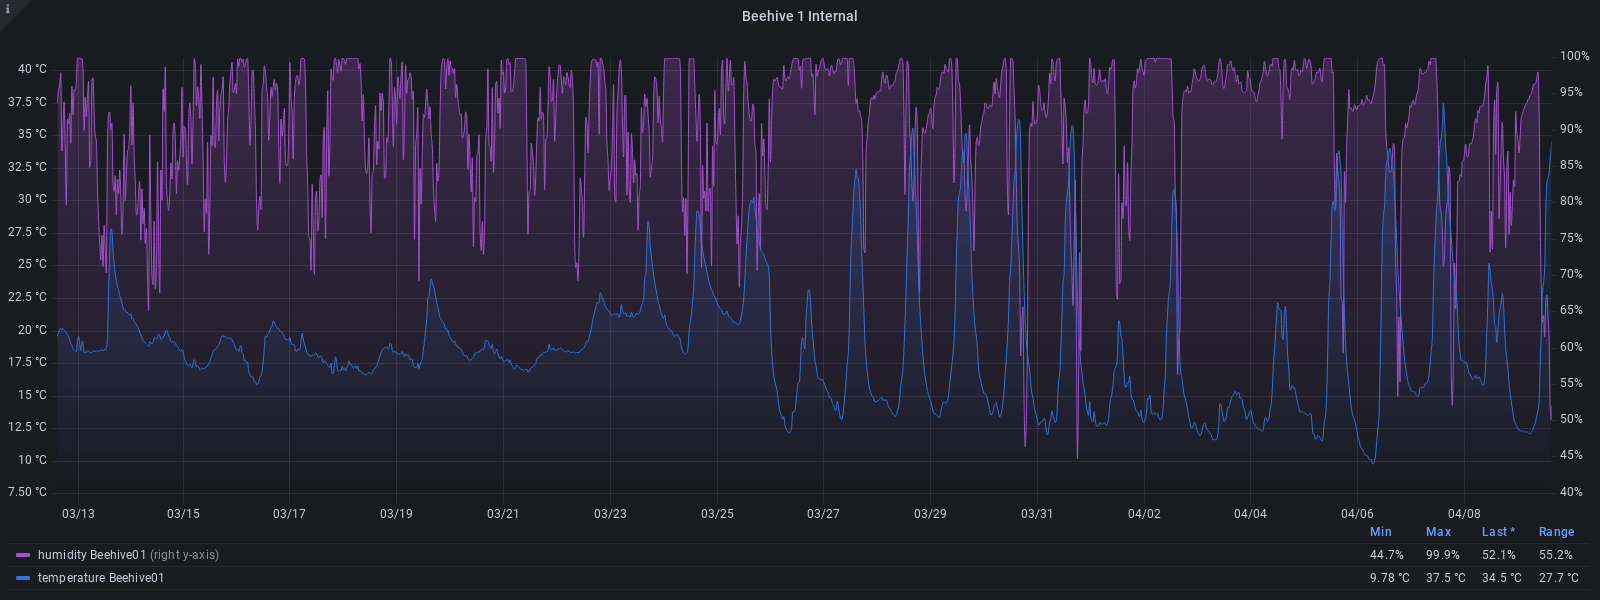 i
Beehive 1 Internal
40 °C
37.5 °C
35 °C
32.5 °C
30 °C
27.5 °C
25 °C
22.5 °C
20 °C
17.5 °C
15 °C
12.5 °C
10 °C
7.50 °C
100%
95%
90%
85%
80%
75%
70%
65%
60%
55%
50%
45%
40%
03/13 03/15 03/17 03/19 03/21 03/23 03/25 03/27 03/29 03/31 04/02 04/04 04/06 04/08
Min Max Last * Range
humidity Beehive01 (right y-axis) 44.7% 99.9% 52.1% 55.2%
temperature Beehive01 9.78 °C 37.5 °C 34.5 °C 27.7 °C